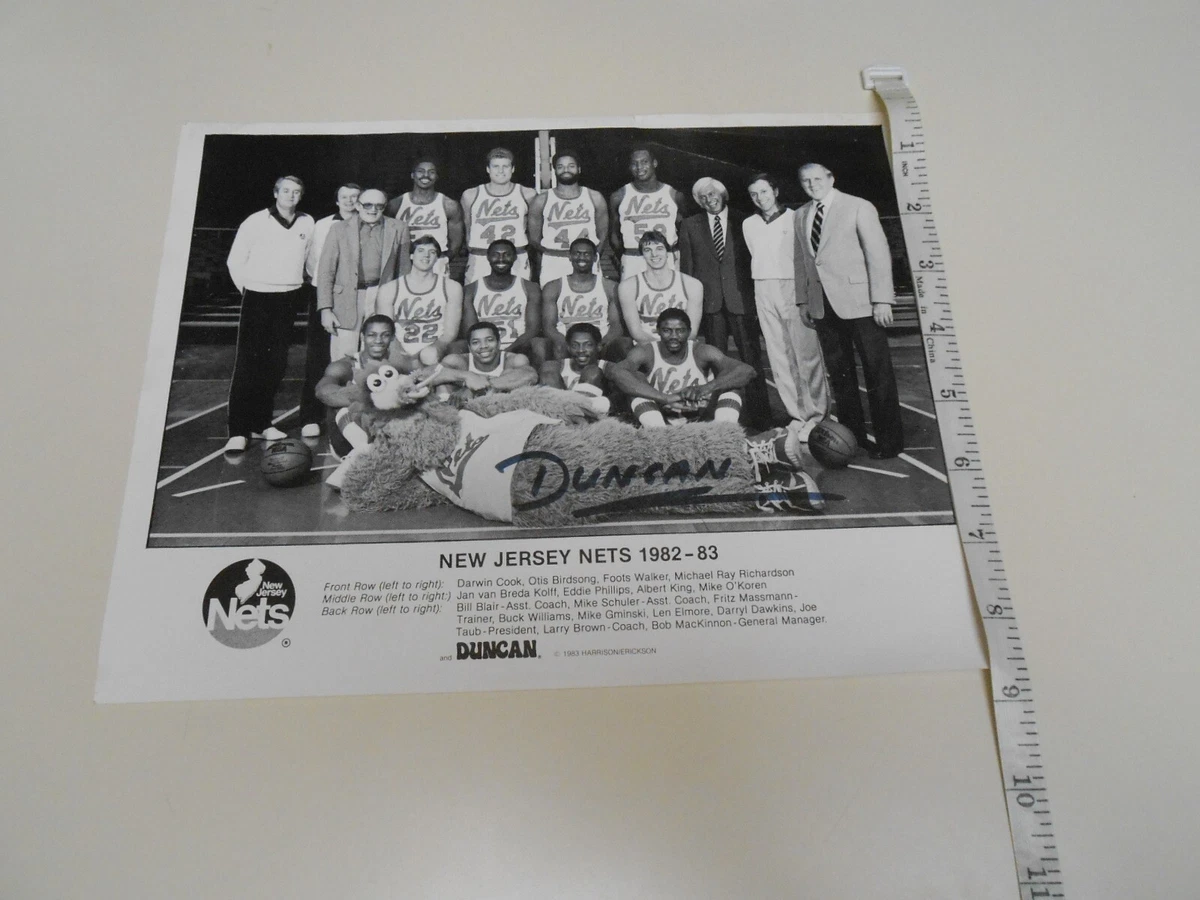 Nets
Nets
Nets
Nets
42
44
50
Nets
Nets
Nets
Nets
22
Nets
DUNCAN
NEW JERSEY NETS 1982-83
New
Jersey
Nets
Front Row (left to right): Darwin Cook, Otis Birdsong, Foots Walker, Michael Ray Richardson
Middle Row (left to right:) Jan van Breda Kolff, Eddie Phillips, Albert King, Mike O'Koren
Back Row (left to right): Bill Blair-Asst. Coach, Mike Schuler-Asst. Coach, Fritz Massmann-
Trainer, Buck Williams, Mike Gminski, Len Elmore, Darryl Dawkins, Joe
Taub-President, Larry Brown-Coach, Bob MacKinnon-General Manager.
and DUNCAN. © 1983 HARRISON/ERICKSON
1
INCH
2
3
Made in China
4
5
6
7
8
9
10
11